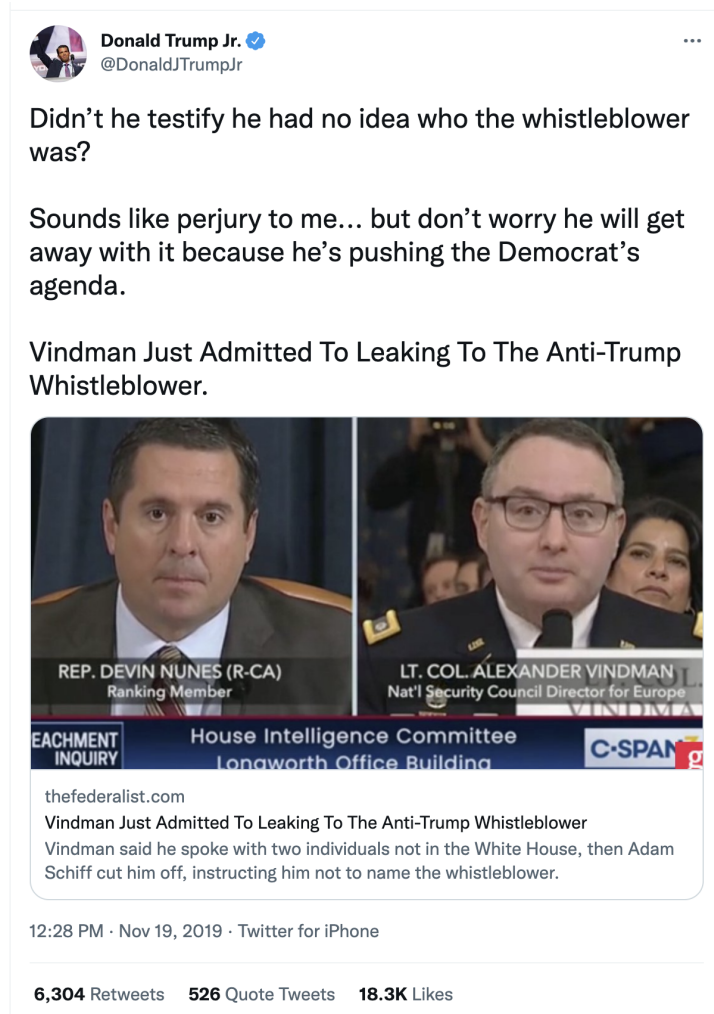 Donald Trump Jr.
@DonaldJTrumpJr
Didn’t he testify he had no idea who the whistleblower
was?
Sounds like perjury to me... but don’t worry he will get
away with it because he’s pushing the Democrat’s
agenda.
Vindman Just Admitted To Leaking To The Anti-Trump
Whistleblower.
REP. DEVIN NUNES (R-CA)
Ranking Member
LT. COL. ALEXANDER VINDMAN
Nat'l Security Council Director for Europe
COL.
VINDMA
EACHMENT
INQUIRY
House Intelligence Committee
Longworth Office Building
C-SPAN
g
thefederalist.com
Vindman Just Admitted To Leaking To The Anti-Trump Whistleblower
Vindman said he spoke with two individuals not in the White House, then Adam
Schiff cut him off, instructing him not to name the whistleblower.
12:28 PM · Nov 19, 2019 · Twitter for iPhone
6,304 Retweets 526 Quote Tweets 18.3K Likes